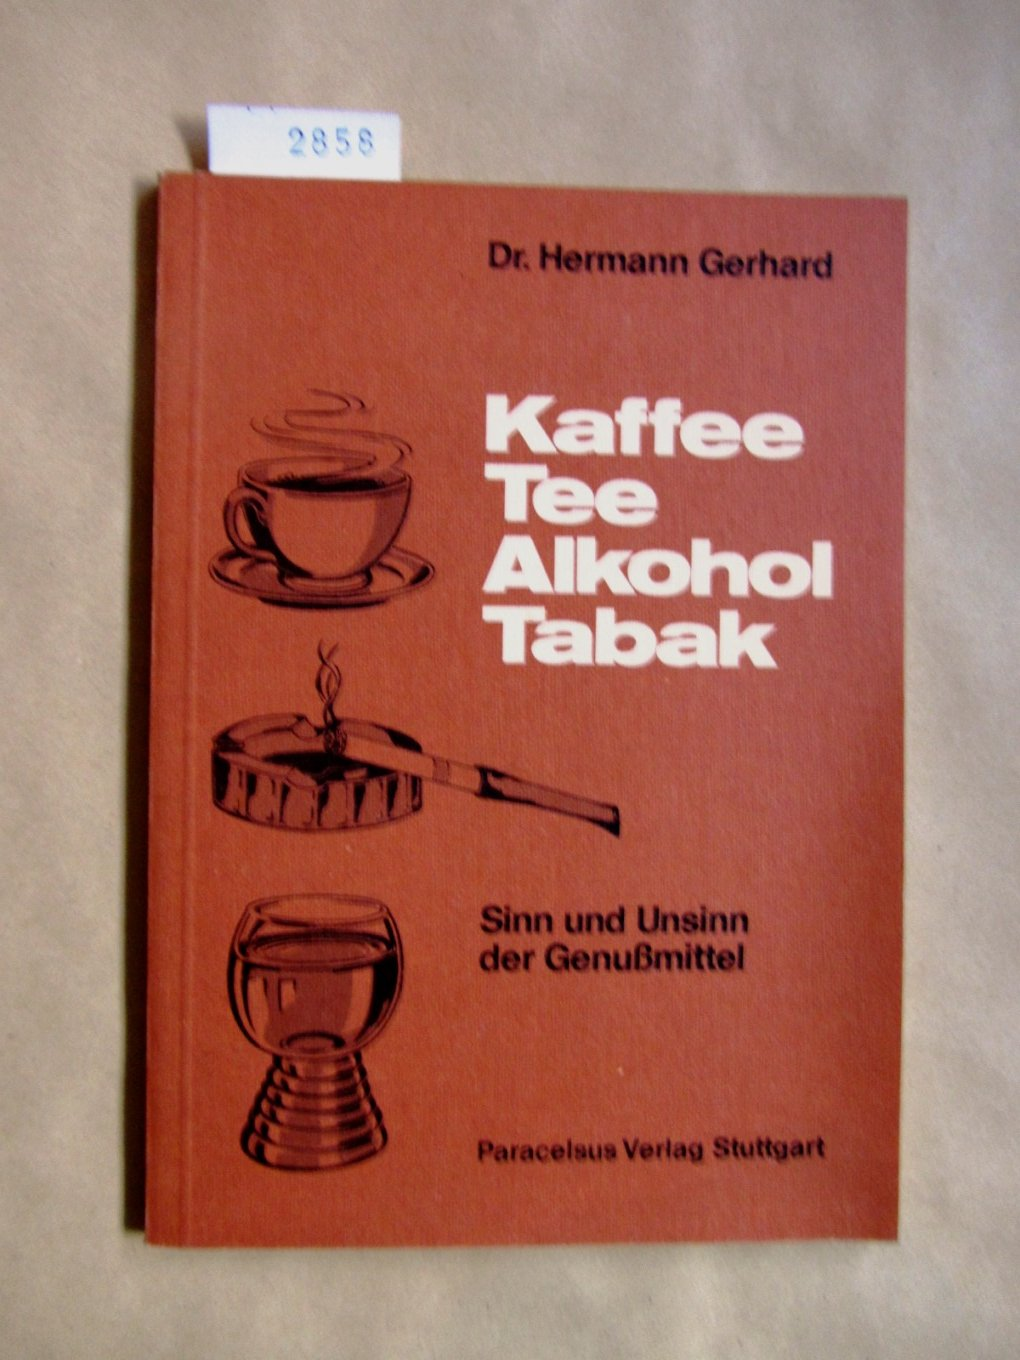 2858
Dr. Hermann Gerhard
Kaffee
Tee
Alkohol
Tabak
Sinn und Unsinn
der Genußmittel
Paracelsus Verlag Stuttgart